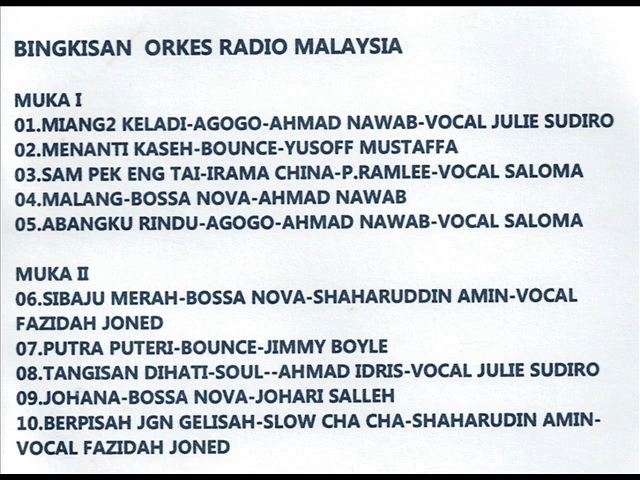 BINGKISAN  ORKES RADIO MALAYSIA
MUKA I
01.MIANG2 KELADI-AGOGO-AHMAD NAWAB-VOCAL JULIE SUDIRO
02.MENANTI KASEH-BOUNCE-YUSOFF MUSTAFFA
03.SAM PEK ENG TAI-IRAMA CHINA-P.RAMLEE-VOCAL SALOMA
04.MALANG-BOSSA NOVA-AHMAD NAWAB
05.ABANGKU RINDU-AGOGO-AHMAD NAWAB-VOCAL SALOMA
MUKA II
06.SIBAJU MERAH-BOSSA NOVA-SHAHARUDDIN AMIN-VOCAL
FAZIDAH JONED
07.PUTRA PUTERI-BOUNCE-JIMMY BOYLE
08.TANGISAN DIHATI-SOUL--AHMAD IDRIS-VOCAL JULIE SUDIRO
09.JOHANA-BOSSA NOVA-JOHARI SALLEH
10.BERPISAH JGN GELISAH-SLOW CHA CHA-SHAHARUDIN AMIN-
VOCAL FAZIDAH JONED